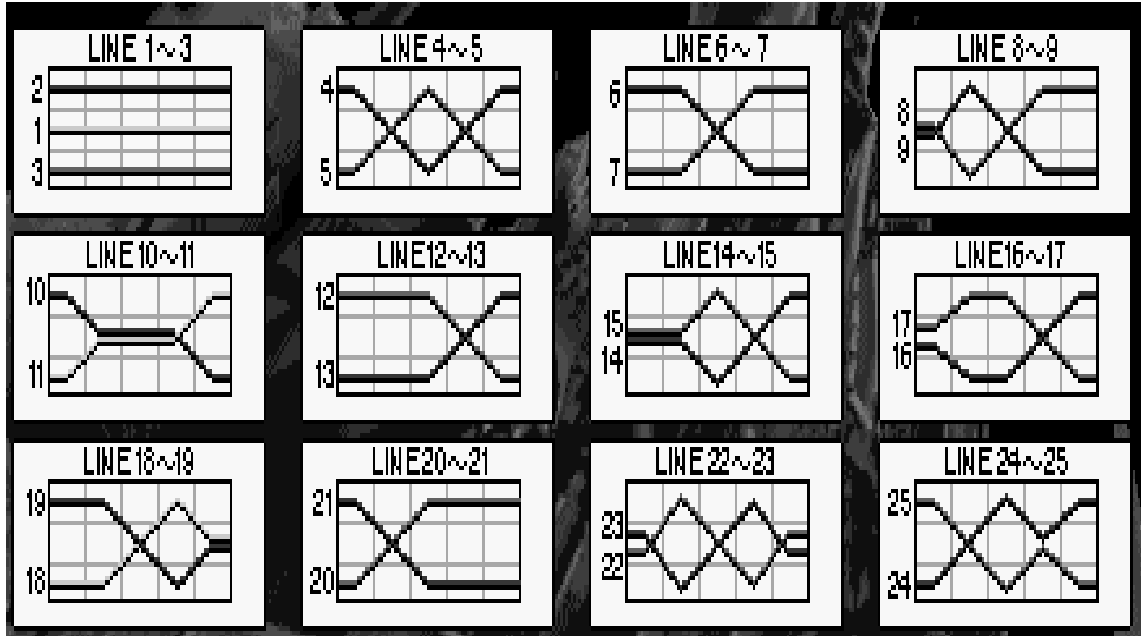 LINE 1~3
2
1
3
LINE 4~5
4
5
LINE 6~7
6
7
LINE 8~9
8
9
LINE 10~11
10
11
LINE 12~13
12
13
LINE 14~15
15
14
LINE 16~17
17
16
LINE 18~19
19
18
LINE 20~21
21
20
LINE 22~23
23
22
LINE 24~25
25
24